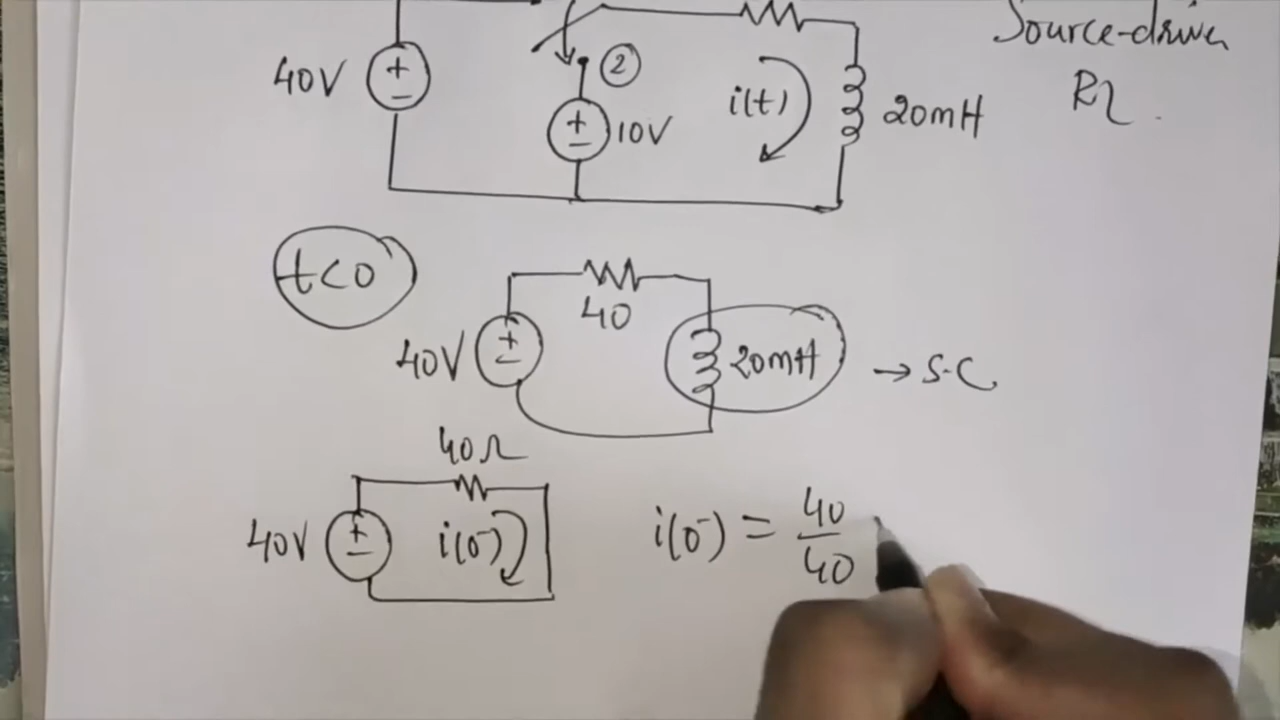 Source-driven
RL
40V
+
-
2
+
-
10V
i(t)
20mH
t<0
40
40V
+
-
20mH
→ S.C
40Ω
40V
+
-
i(0⁻)
i(0⁻) = 40/40